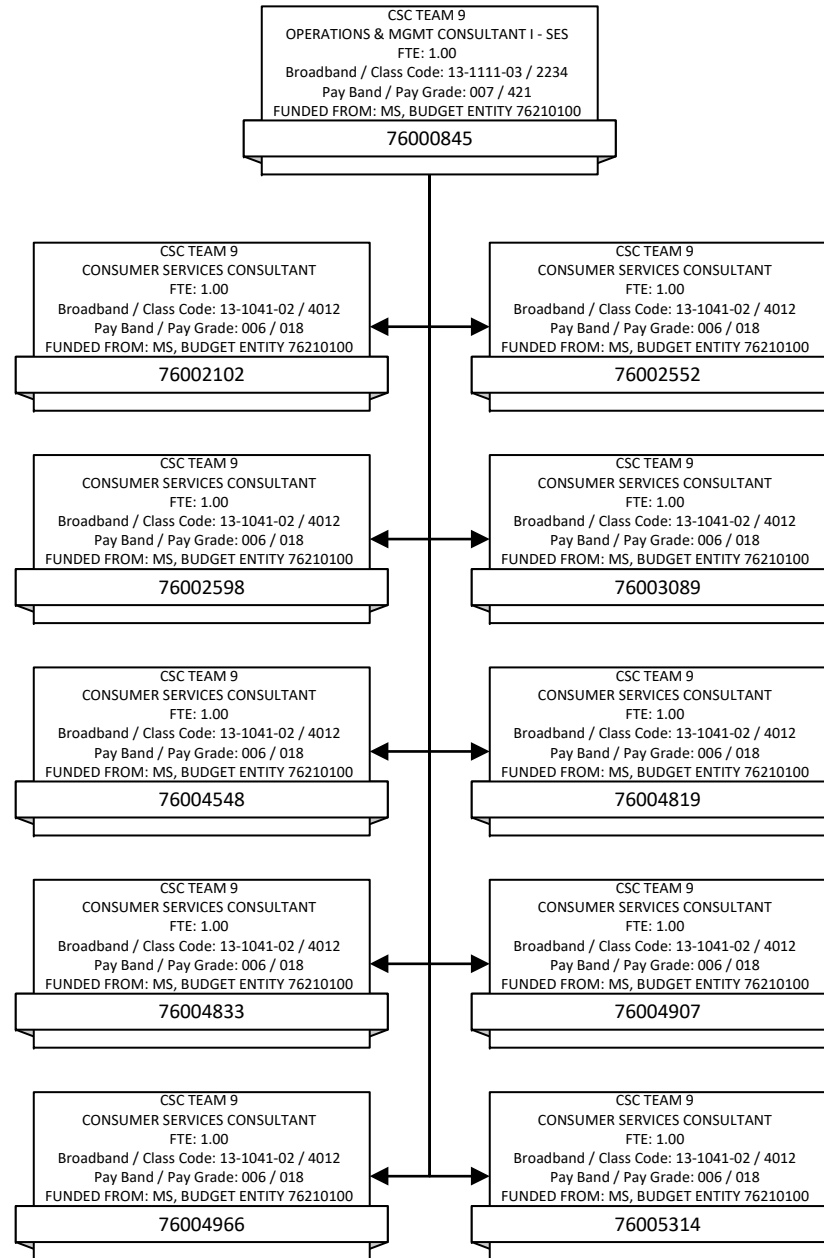 CSC TEAM 9
OPERATIONS & MGMT CONSULTANT I - SES
FTE: 1.00
Broadband / Class Code: 13-1111-03 / 2234
Pay Band / Pay Grade: 007 / 421
FUNDED FROM: MS, BUDGET ENTITY 76210100
76000845
CSC TEAM 9
CONSUMER SERVICES CONSULTANT
FTE: 1.00
Broadband / Class Code: 13-1041-02 / 4012
Pay Band / Pay Grade: 006 / 018
FUNDED FROM: MS, BUDGET ENTITY 76210100
76002102
CSC TEAM 9
CONSUMER SERVICES CONSULTANT
FTE: 1.00
Broadband / Class Code: 13-1041-02 / 4012
Pay Band / Pay Grade: 006 / 018
FUNDED FROM: MS, BUDGET ENTITY 76210100
76002552
CSC TEAM 9
CONSUMER SERVICES CONSULTANT
FTE: 1.00
Broadband / Class Code: 13-1041-02 / 4012
Pay Band / Pay Grade: 006 / 018
FUNDED FROM: MS, BUDGET ENTITY 76210100
76002598
CSC TEAM 9
CONSUMER SERVICES CONSULTANT
FTE: 1.00
Broadband / Class Code: 13-1041-02 / 4012
Pay Band / Pay Grade: 006 / 018
FUNDED FROM: MS, BUDGET ENTITY 76210100
76003089
CSC TEAM 9
CONSUMER SERVICES CONSULTANT
FTE: 1.00
Broadband / Class Code: 13-1041-02 / 4012
Pay Band / Pay Grade: 006 / 018
FUNDED FROM: MS, BUDGET ENTITY 76210100
76004548
CSC TEAM 9
CONSUMER SERVICES CONSULTANT
FTE: 1.00
Broadband / Class Code: 13-1041-02 / 4012
Pay Band / Pay Grade: 006 / 018
FUNDED FROM: MS, BUDGET ENTITY 76210100
76004819
CSC TEAM 9
CONSUMER SERVICES CONSULTANT
FTE: 1.00
Broadband / Class Code: 13-1041-02 / 4012
Pay Band / Pay Grade: 006 / 018
FUNDED FROM: MS, BUDGET ENTITY 76210100
76004833
CSC TEAM 9
CONSUMER SERVICES CONSULTANT
FTE: 1.00
Broadband / Class Code: 13-1041-02 / 4012
Pay Band / Pay Grade: 006 / 018
FUNDED FROM: MS, BUDGET ENTITY 76210100
76004907
CSC TEAM 9
CONSUMER SERVICES CONSULTANT
FTE: 1.00
Broadband / Class Code: 13-1041-02 / 4012
Pay Band / Pay Grade: 006 / 018
FUNDED FROM: MS, BUDGET ENTITY 76210100
76004966
CSC TEAM 9
CONSUMER SERVICES CONSULTANT
FTE: 1.00
Broadband / Class Code: 13-1041-02 / 4012
Pay Band / Pay Grade: 006 / 018
FUNDED FROM: MS, BUDGET ENTITY 76210100
76005314